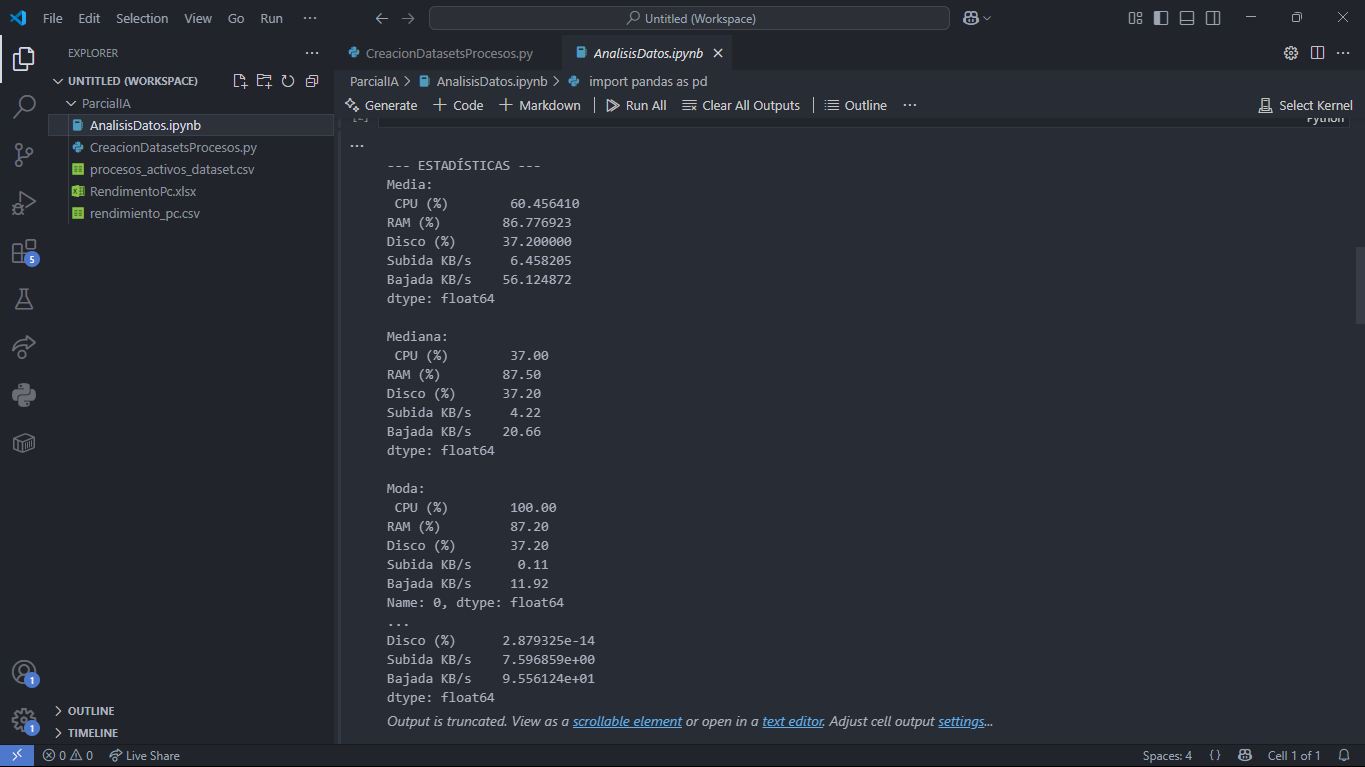 File Edit Selection View Go Run ···
Untitled (Workspace)
EXPLORER ···
UNTITLED (WORKSPACE)
ParcialIA
AnalisisDatos.ipynb
CreacionDatasetsProcesos.py
procesos_activos_dataset.csv
RendimentoPc.xlsx
rendimiento_pc.csv
5
1
1
OUTLINE
TIMELINE
CreacionDatasetsProcesos.py AnalisisDatos.ipynb
ParcialIA > AnalisisDatos.ipynb > import pandas as pd
Generate + Code + Markdown Run All Clear All Outputs Outline ···
Select Kernel
Python
...
--- ESTADÍSTICAS ---
Media:
CPU (%) 60.456410
RAM (%) 86.776923
Disco (%) 37.200000
Subida KB/s 6.458205
Bajada KB/s 56.124872
dtype: float64
Mediana:
CPU (%) 37.00
RAM (%) 87.50
Disco (%) 37.20
Subida KB/s 4.22
Bajada KB/s 20.66
dtype: float64
Moda:
CPU (%) 100.00
RAM (%) 87.20
Disco (%) 37.20
Subida KB/s 0.11
Bajada KB/s 11.92
Name: 0, dtype: float64
...
Disco (%) 2.879325e-14
Subida KB/s 7.596859e+00
Bajada KB/s 9.556124e+01
dtype: float64
Output is truncated. View as a scrollable element or open in a text editor. Adjust cell output settings...
0 0 Live Share
Spaces: 4 {} Cell 1 of 1